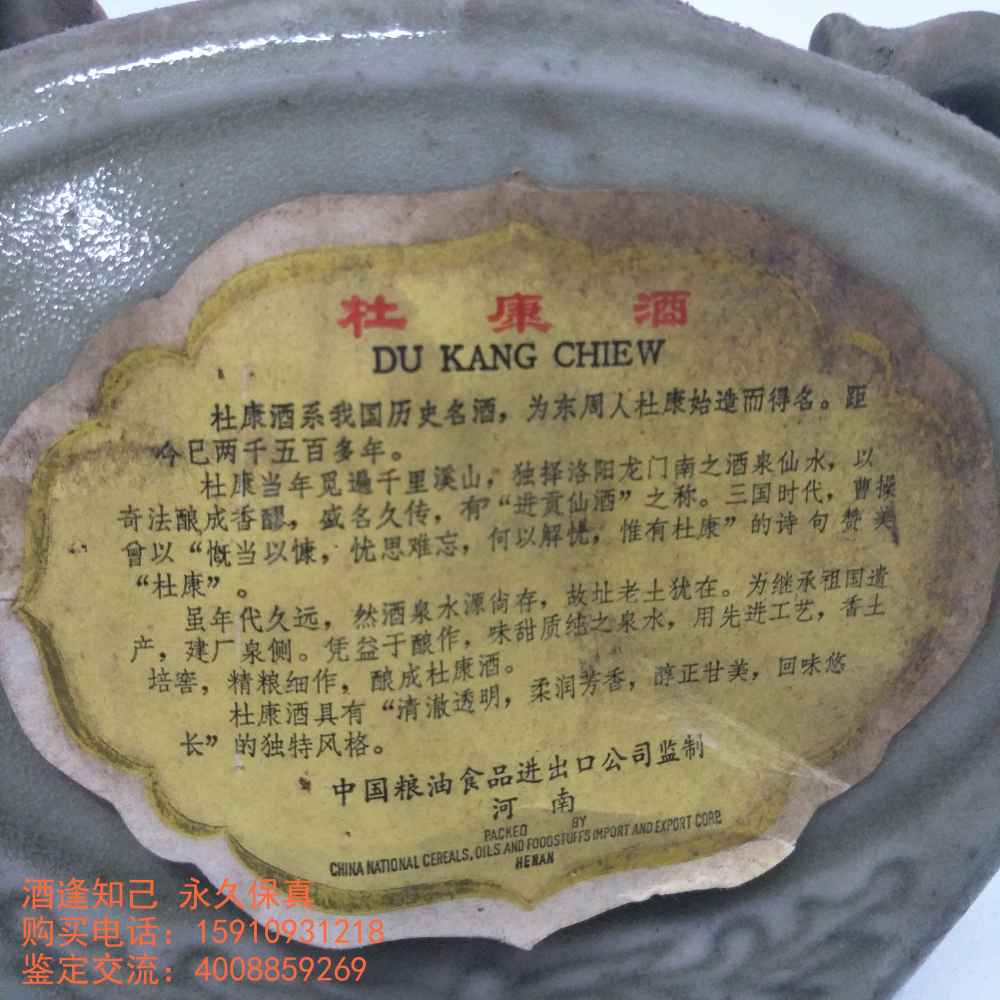 杜康酒
DU KANG CHIEW
杜康酒系我国历史名酒，为东周人杜康始造而得名。距
今已两千五百多年。
杜康当年觅遍千里溪山，独择洛阳龙门南之酒泉仙水，以
奇法酿成香醪，盛名久传，有“进贡仙酒”之称。三国时代，曹操
曾以“慨当以慷，忧思难忘，何以解忧，惟有杜康”的诗句赞美
“杜康”。
虽年代久远，然酒泉水源尚存，故址老土犹在。为继承祖国遗
产，建厂泉侧。凭益于酿作，味甜质纯之泉水，用先进工艺，香土
培窖，精粮细作，酿成杜康酒。
杜康酒具有“清澈透明，柔润芳香，醇正甘美，回味悠
长”的独特风格。
中国粮油食品进出口公司监制
河南
PACKED BY
CHINA NATIONAL CEREALS, OILS AND FOODSTUFFS IMPORT AND EXPORT CORP.
HENAN
酒逢知己 永久保真
购买电话：15910931218
鉴定交流：4008859269